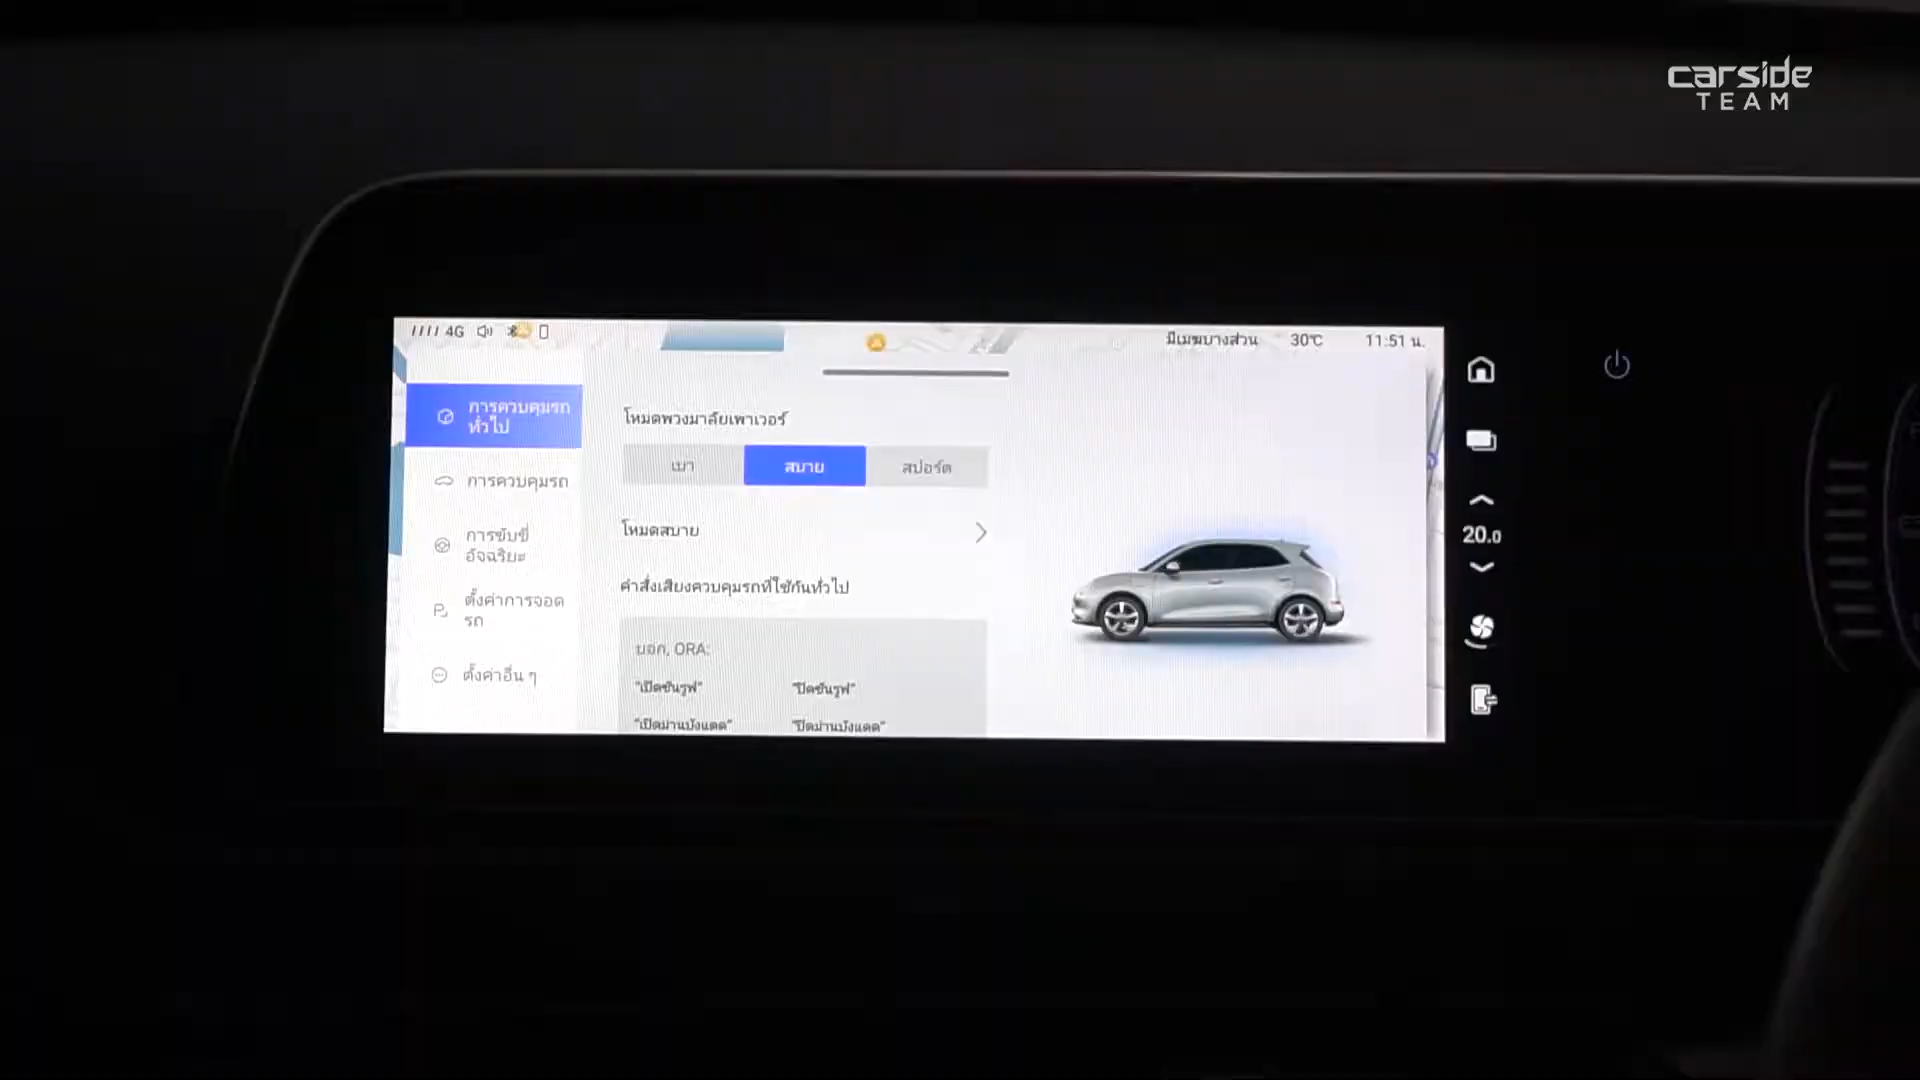 carside
TEAM
4G
มีเมฆบางส่วน 30℃ 11:51 น.
การควบคุมรถ
ทั่วไป
การควบคุมรถ
การขับขี่
อัจฉริยะ
ตั้งค่าการจอด
รถ
ตั้งค่าอื่น ๆ
โหมดพวงมาลัยเพาเวอร์
เบา สบาย สปอร์ต
โหมดสบาย
คำสั่งเสียงควบคุมรถที่ใช้กันทั่วไป
บอก, ORA:
"เปิดซันรูฟ" "ปิดซันรูฟ"
"เปิดม่านบังแดด" "ปิดม่านบังแดด"
20.0